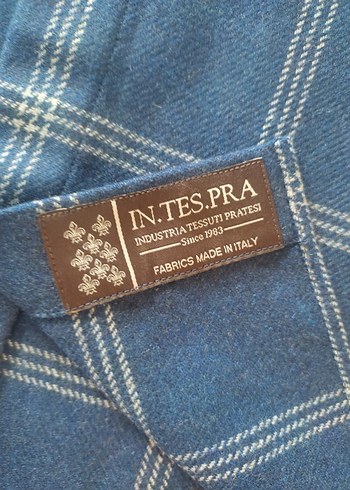 IN.TES.PRA
INDUSTRIA TESSUTI PRATESI
Since 1983
FABRICS MADE IN ITALY